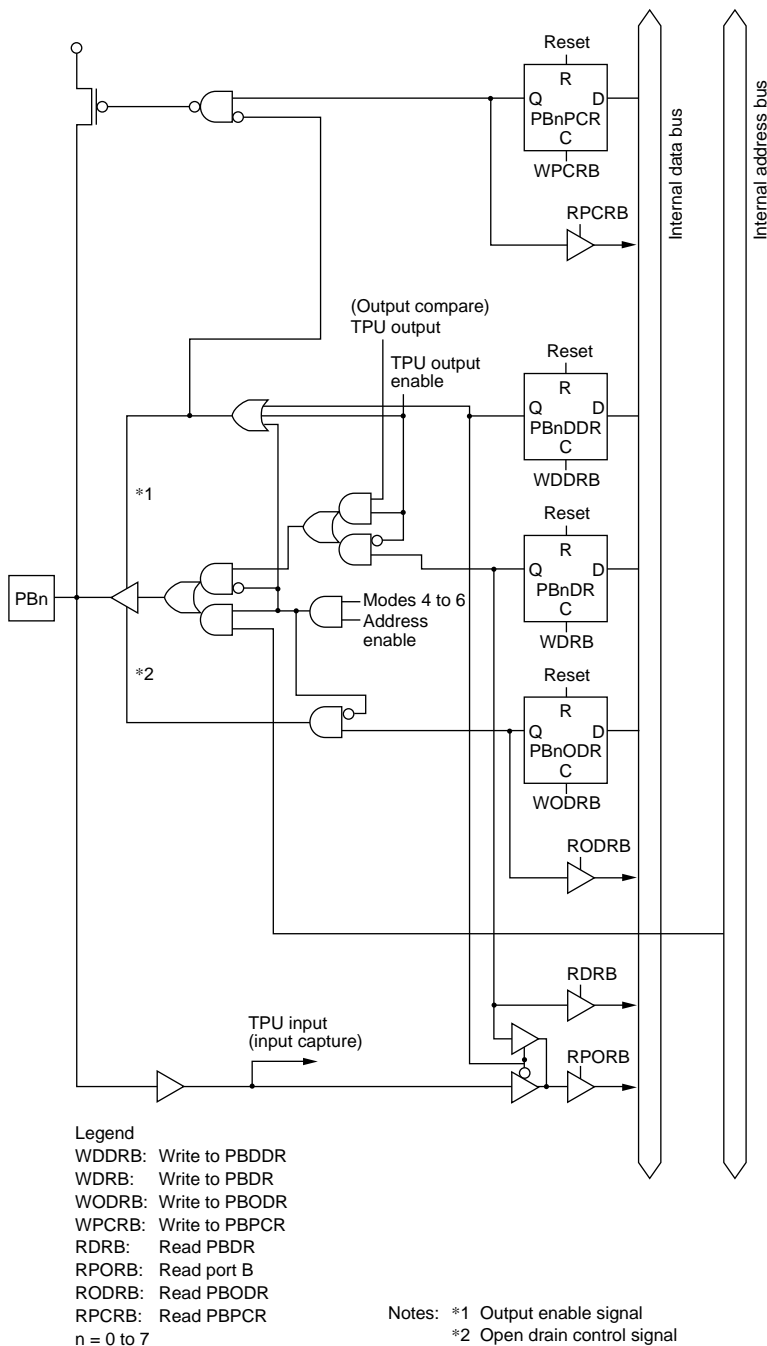 Reset
R
Q D
PBnPCR
C
WPCRB
RPCRB
Internal data bus
Internal address bus
(Output compare)
TPU output
TPU output
enable
Reset
R
Q D
PBnDDR
C
WDDRB
*1
Reset
R
Q D
PBnDR
C
WDRB
PBn
Modes 4 to 6
Address
enable
*2
Reset
R
Q D
PBnODR
C
WODRB
RODRB
RDRB
TPU input
(input capture)
RPORB
Legend
WDDRB: Write to PBDDR
WDRB: Write to PBDR
WODRB: Write to PBODR
WPCRB: Write to PBPCR
RDRB: Read PBDR
RPORB: Read port B
RODRB: Read PBODR
RPCRB: Read PBPCR
n = 0 to 7
Notes: *1 Output enable signal
*2 Open drain control signal